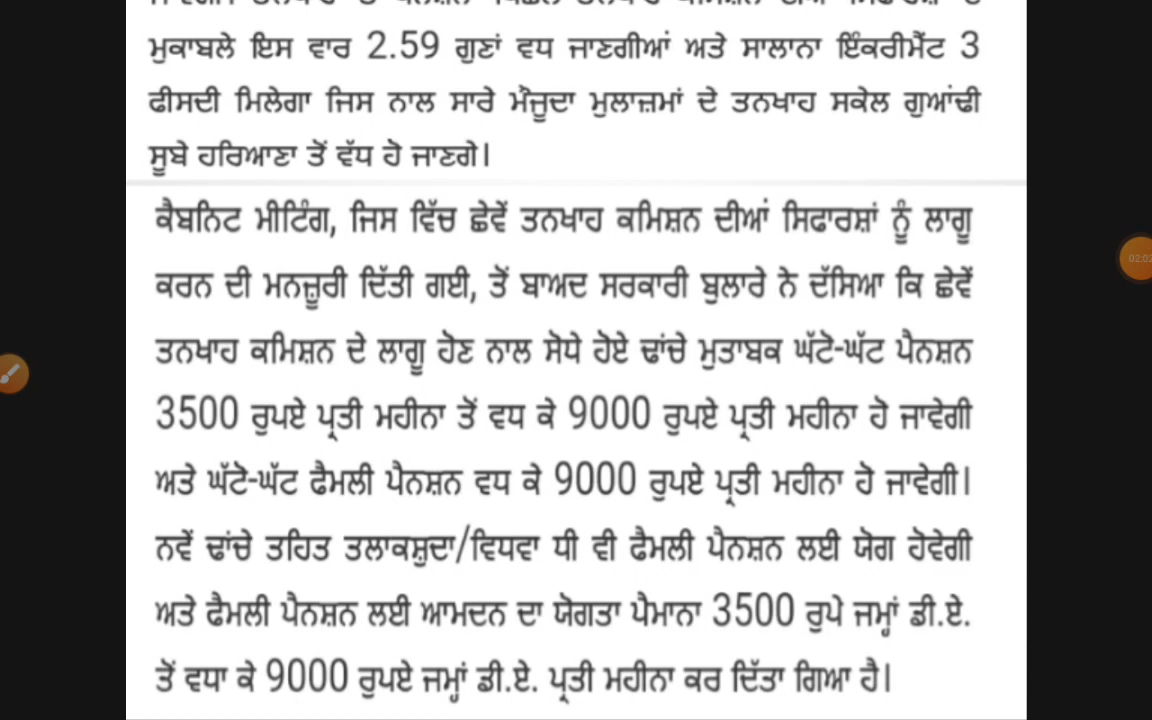 ਮੁਕਾਬਲੇ ਇਸ ਵਾਰ 2.59 ਗੁਣਾਂ ਵਧ ਜਾਣਗੀਆਂ ਅਤੇ ਸਾਲਾਨਾ ਇੰਕਰੀਮੈਂਟ 3
ਫੀਸਦੀ ਮਿਲੇਗਾ ਜਿਸ ਨਾਲ ਸਾਰੇ ਮੌਜੂਦਾ ਮੁਲਾਜ਼ਮਾਂ ਦੇ ਤਨਖਾਹ ਸਕੇਲ ਗੁਆਂਢੀ
ਸੂਬੇ ਹਰਿਆਣਾ ਤੋਂ ਵੱਧ ਹੋ ਜਾਣਗੇ।
ਕੈਬਨਿਟ ਮੀਟਿੰਗ, ਜਿਸ ਵਿੱਚ ਛੇਵੇਂ ਤਨਖਾਹ ਕਮਿਸ਼ਨ ਦੀਆਂ ਸਿਫਾਰਸ਼ਾਂ ਨੂੰ ਲਾਗੂ
ਕਰਨ ਦੀ ਮਨਜ਼ੂਰੀ ਦਿੱਤੀ ਗਈ, ਤੋਂ ਬਾਅਦ ਸਰਕਾਰੀ ਬੁਲਾਰੇ ਨੇ ਦੱਸਿਆ ਕਿ ਛੇਵੇਂ
ਤਨਖਾਹ ਕਮਿਸ਼ਨ ਦੇ ਲਾਗੂ ਹੋਣ ਨਾਲ ਸੋਧੇ ਹੋਏ ਢਾਂਚੇ ਮੁਤਾਬਕ ਘੱਟੋ-ਘੱਟ ਪੈਨਸ਼ਨ
3500 ਰੁਪਏ ਪ੍ਰਤੀ ਮਹੀਨਾ ਤੋਂ ਵਧ ਕੇ 9000 ਰੁਪਏ ਪ੍ਰਤੀ ਮਹੀਨਾ ਹੋ ਜਾਵੇਗੀ
ਅਤੇ ਘੱਟੋ-ਘੱਟ ਫੈਮਲੀ ਪੈਨਸ਼ਨ ਵਧ ਕੇ 9000 ਰੁਪਏ ਪ੍ਰਤੀ ਮਹੀਨਾ ਹੋ ਜਾਵੇਗੀ।
ਨਵੇਂ ਢਾਂਚੇ ਤਹਿਤ ਤਲਾਕਸ਼ੁਦਾ/ਵਿਧਵਾ ਧੀ ਵੀ ਫੈਮਲੀ ਪੈਨਸ਼ਨ ਲਈ ਯੋਗ ਹੋਵੇਗੀ
ਅਤੇ ਫੈਮਲੀ ਪੈਨਸ਼ਨ ਲਈ ਆਮਦਨ ਦਾ ਯੋਗਤਾ ਪੈਮਾਨਾ 3500 ਰੁਪੇ ਜਮ੍ਹਾਂ ਡੀ.ਏ.
ਤੋਂ ਵਧਾ ਕੇ 9000 ਰੁਪਏ ਜਮ੍ਹਾਂ ਡੀ.ਏ. ਪ੍ਰਤੀ ਮਹੀਨਾ ਕਰ ਦਿੱਤਾ ਗਿਆ ਹੈ।